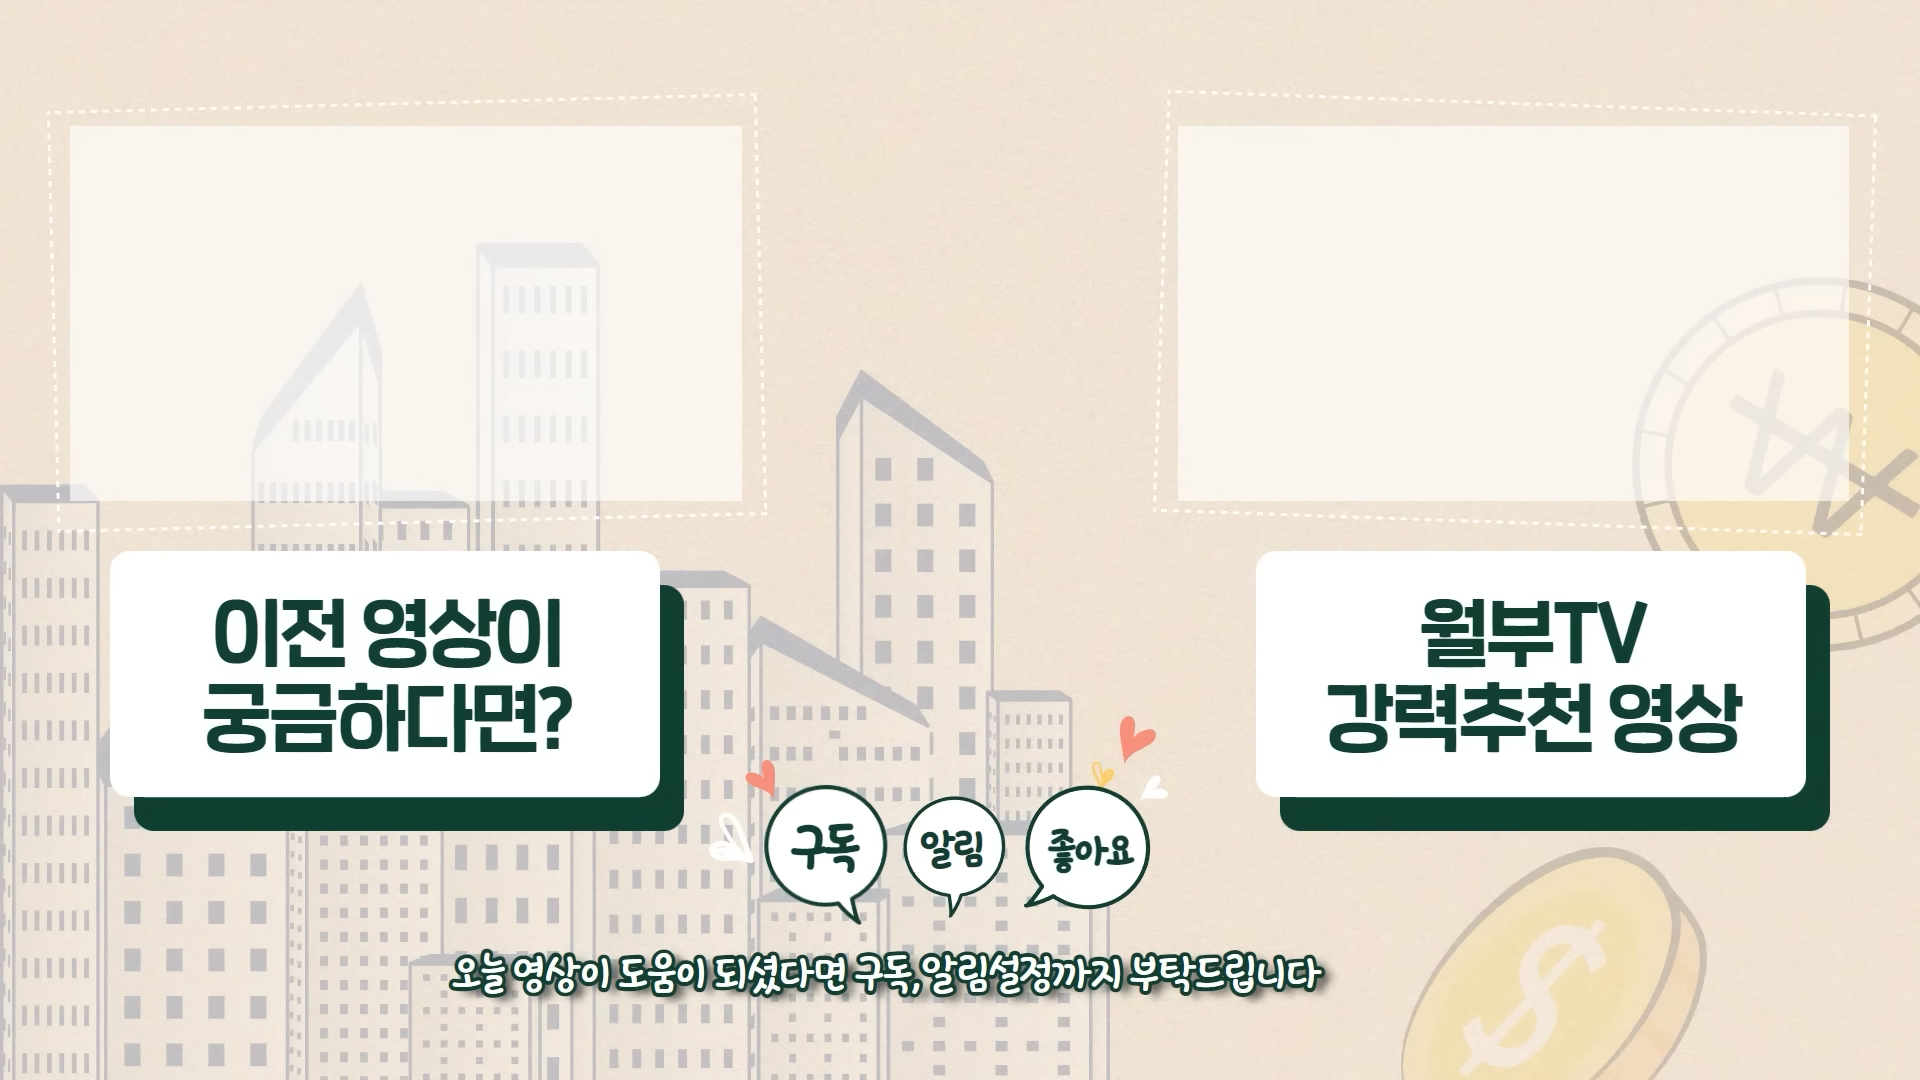 이전 영상이
궁금하다면?
월부TV
강력추천 영상
구독
알림
좋아요
오늘 영상이 도움이 되셨다면 구독,알림설정까지 부탁드립니다